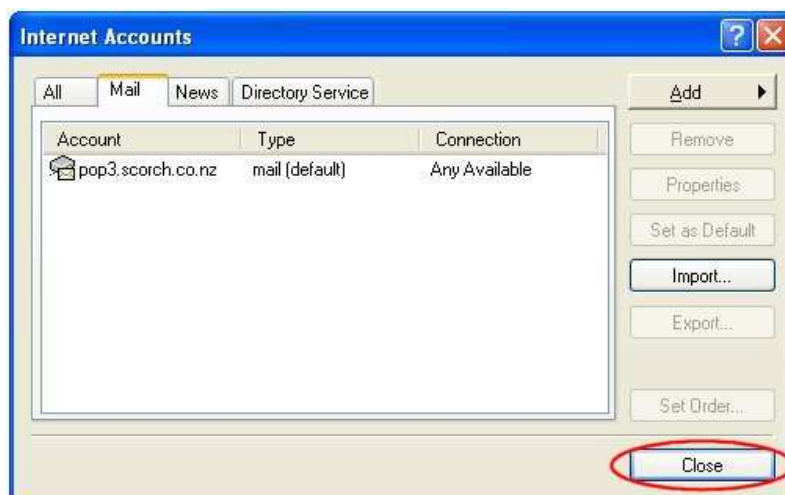 Internet Accounts
?
All Mail News Directory Service
Add
Account Type Connection
Remove
pop3.scorch.co.nz mail (default) Any Available
Properties
Set as Default
Import...
Export...
Set Order...
Close